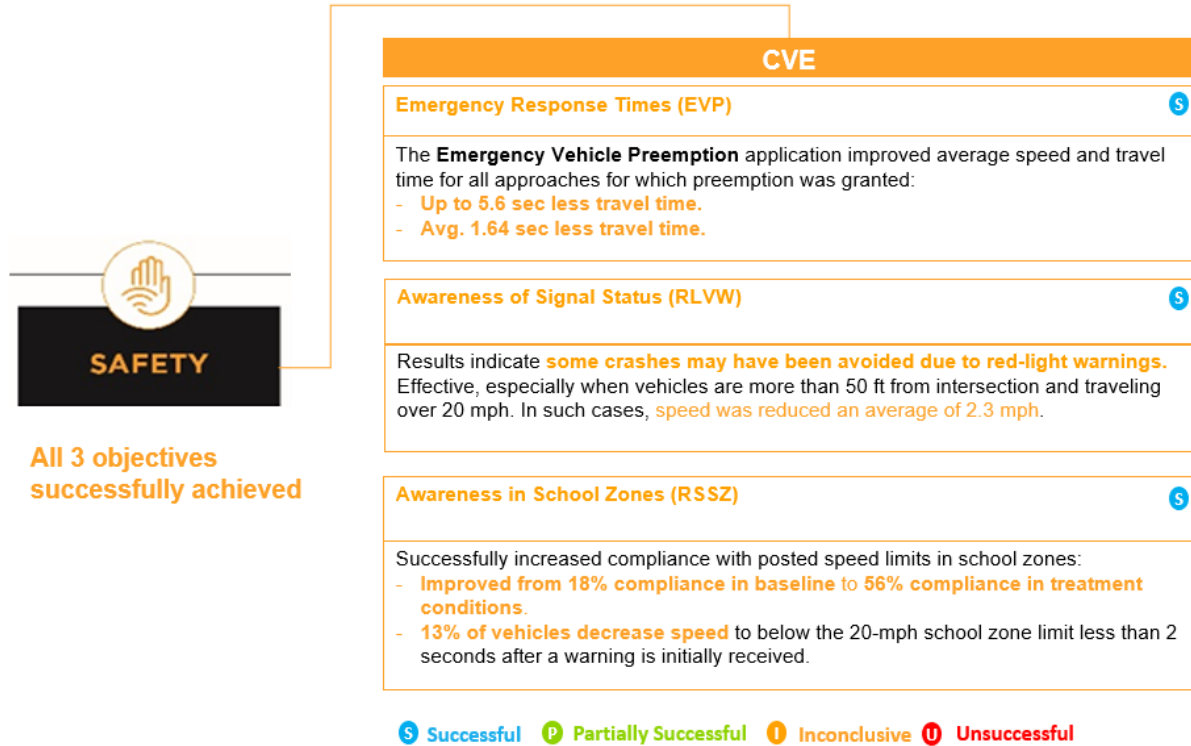 CVE
Emergency Response Times (EVP)
S
The Emergency Vehicle Preemption application improved average speed and travel
time for all approaches for which preemption was granted:
- Up to 5.6 sec less travel time.
- Avg. 1.64 sec less travel time.
Awareness of Signal Status (RLVW)
S
Results indicate some crashes may have been avoided due to red-light warnings.
Effective, especially when vehicles are more than 50 ft from intersection and traveling
over 20 mph. In such cases, speed was reduced an average of 2.3 mph.
SAFETY
All 3 objectives
successfully achieved
Awareness in School Zones (RSSZ)
S
Successfully increased compliance with posted speed limits in school zones:
- Improved from 18% compliance in baseline to 56% compliance in treatment
conditions.
- 13% of vehicles decrease speed to below the 20-mph school zone limit less than 2
seconds after a warning is initially received.
S Successful P Partially Successful I Inconclusive U Unsuccessful